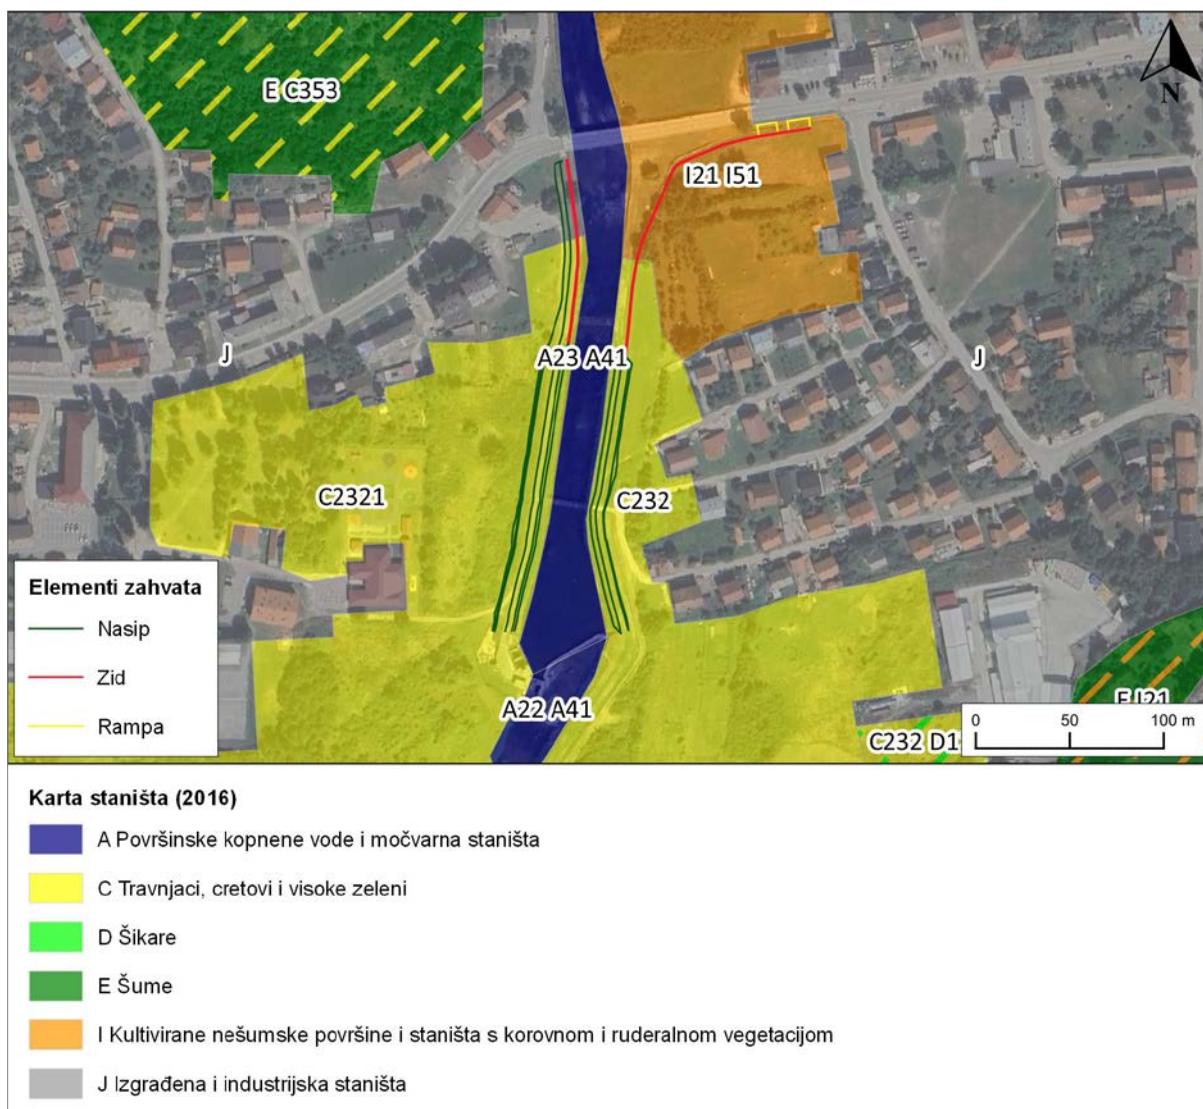 E C353
N
I21 I51
J
A23 A41
J
C2321
C232
A22 A41
E I21
C232 D1
Elementi zahvata
Nasip
Zid
Rampa
0 50 100 m
Karta staništa (2016)
A Površinske kopnene vode i močvarna staništa
C Travnjaci, cretovi i visoke zeleni
D Šikare
E Šume
I Kultivirane nešumske površine i staništa s korovnom i ruderalnom vegetacijom
J Izgrađena i industrijska staništa